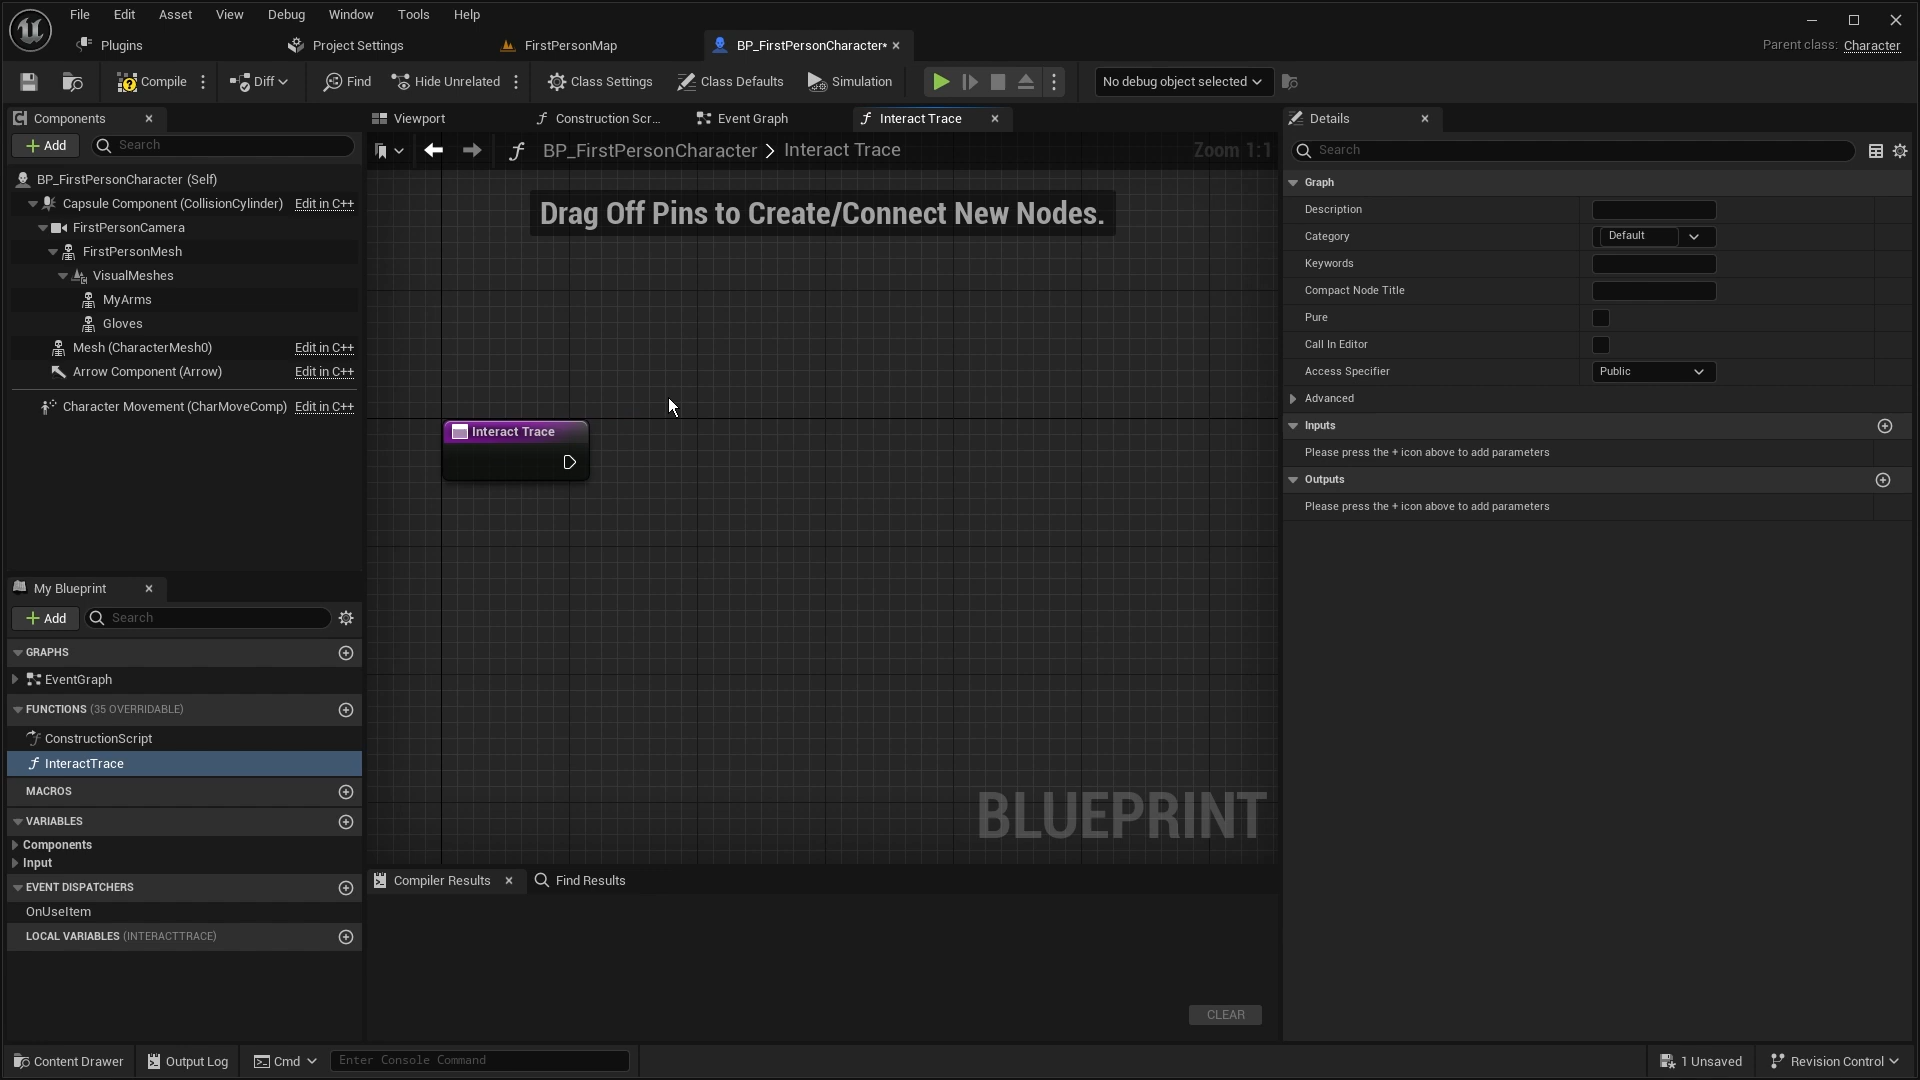 File Edit Asset View Debug Window Tools Help
Plugins Project Settings FirstPersonMap BP_FirstPersonCharacter* Parent class: Character
Compile Diff Find Hide Unrelated Class Settings Class Defaults Simulation No debug object selected
Components
Add Search
BP_FirstPersonCharacter (Self)
Capsule Component (CollisionCylinder) Edit in C++
FirstPersonCamera
FirstPersonMesh
VisualMeshes
MyArms
Gloves
Mesh (CharacterMesh0) Edit in C++
Arrow Component (Arrow) Edit in C++
Character Movement (CharMoveComp) Edit in C++
My Blueprint
Add Search
GRAPHS
EventGraph
FUNCTIONS (35 OVERRIDABLE)
ConstructionScript
InteractTrace
MACROS
VARIABLES
Components
Input
EVENT DISPATCHERS
OnUseItem
LOCAL VARIABLES (INTERACTTRACE)
Viewport Construction Scr... Event Graph Interact Trace
BP_FirstPersonCharacter > Interact Trace Zoom 1:1
Drag Off Pins to Create/Connect New Nodes.
Interact Trace
BLUEPRINT
Compiler Results Find Results
CLEAR
Details
Search
Graph
Description
Category Default
Keywords
Compact Node Title
Pure
Call In Editor
Access Specifier Public
Advanced
Inputs
Please press the + icon above to add parameters
Outputs
Please press the + icon above to add parameters
Content Drawer Output Log Cmd Enter Console Command 1 Unsaved Revision Control